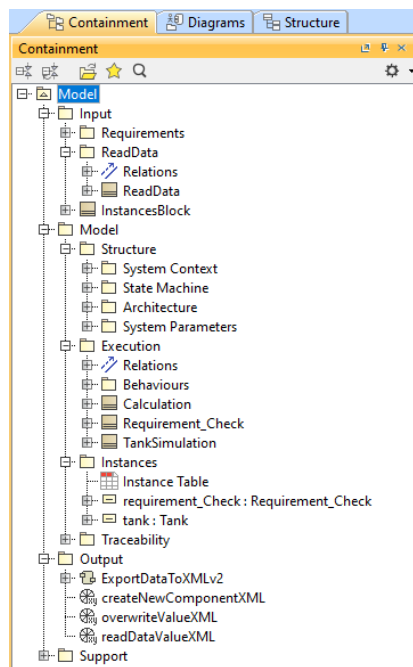 Containment Diagrams Structure
Containment
Model
Input
Requirements
ReadData
Relations
ReadData
InstancesBlock
Model
Structure
System Context
State Machine
Architecture
System Parameters
Execution
Relations
Behaviours
Calculation
Requirement_Check
TankSimulation
Instances
Instance Table
requirement_Check : Requirement_Check
tank : Tank
Traceability
Output
ExportDataToXMLv2
createNewComponentXML
overwriteValueXML
readDataValueXML
Support